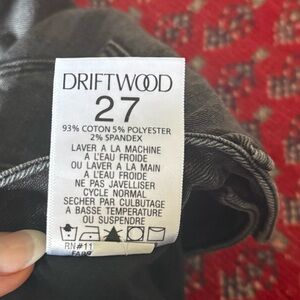 DRIFTWOOD
27
93% COTON 5% POLYESTER
2% SPANDEX
LAVER A LA MACHINE
A L'EAU FROIDE
OU LAVER A LA MAIN
A L'EAU FROIDE
NE PAS JAVELLISER
CYCLE NORMAL
SECHER PAR CULBUTAGE
A BASSE TEMPERATURE
OU SUSPENDRE
RN#11